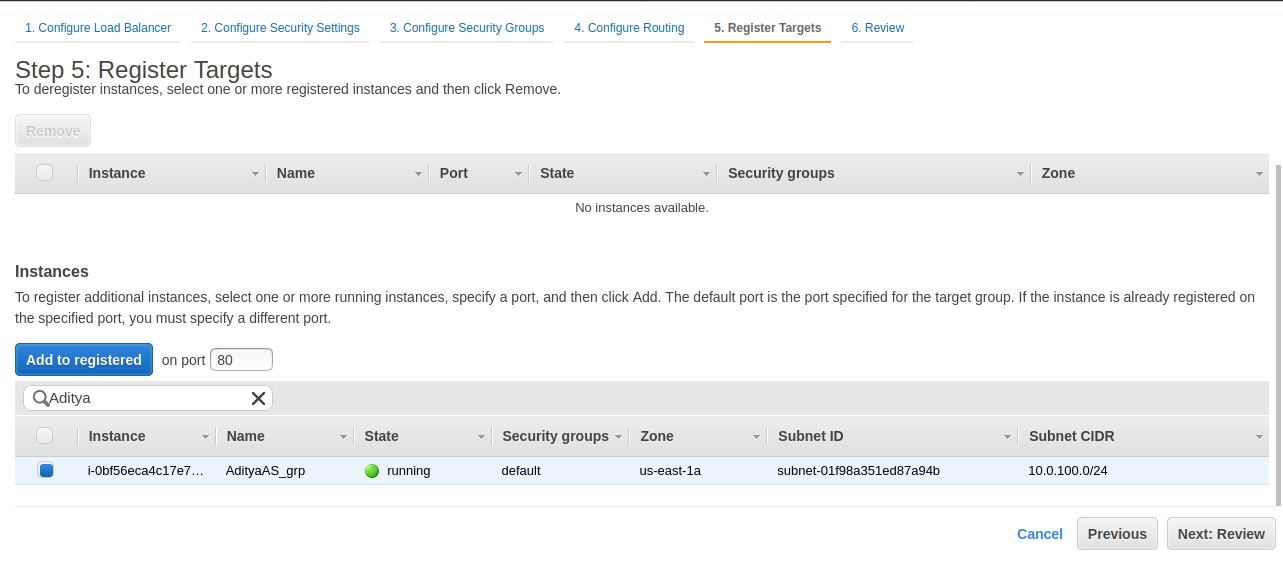 1. Configure Load Balancer 2. Configure Security Settings 3. Configure Security Groups 4. Configure Routing 5. Register Targets 6. Review
Step 5: Register Targets
To deregister instances, select one or more registered instances and then click Remove.
Remove
Instance Name Port State Security groups Zone
No instances available.
Instances
To register additional instances, select one or more running instances, specify a port, and then click Add. The default port is the port specified for the target group. If the instance is already registered on
the specified port, you must specify a different port.
Add to registered on port 80
Aditya
Instance Name State Security groups Zone Subnet ID Subnet CIDR
i-0bf56eca4c17e7… AdityaAS_grp running default us-east-1a subnet-01f98a351ed87a94b 10.0.100.0/24
Cancel Previous Next: Review